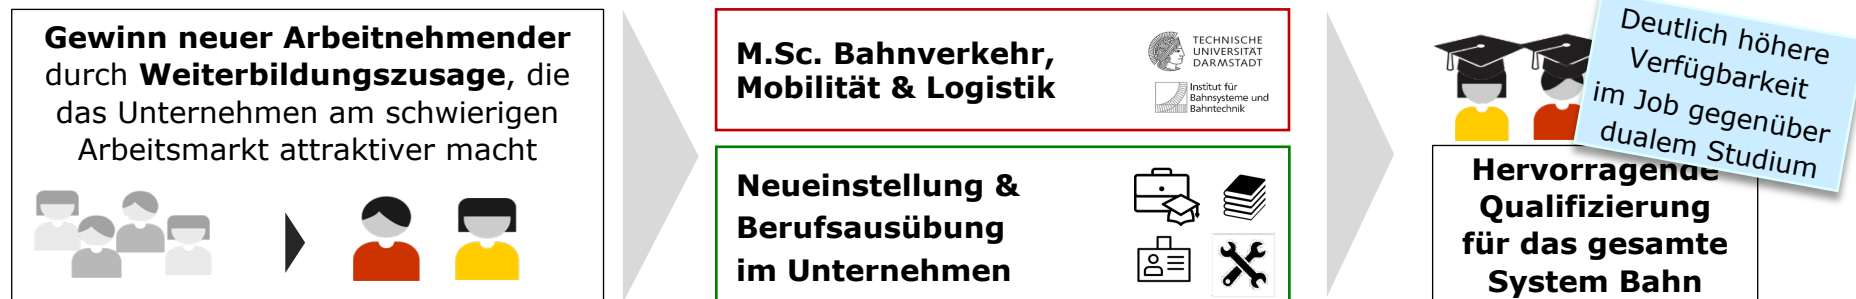 Gewinn neuer Arbeitnehmender
durch Weiterbildungszusage, die
das Unternehmen am schwierigen
Arbeitsmarkt attraktiver macht
M.Sc. Bahnverkehr,
Mobilität & Logistik
TECHNISCHE
UNIVERSITÄT
DARMSTADT
Institut für
Bahnsysteme und
Bahntechnik
Neueinstellung &
Berufsausübung
im Unternehmen
Deutlich höhere
Verfügbarkeit
im Job gegenüber
dualem Studium
Hervorragende
Qualifizierung
für das gesamte
System Bahn